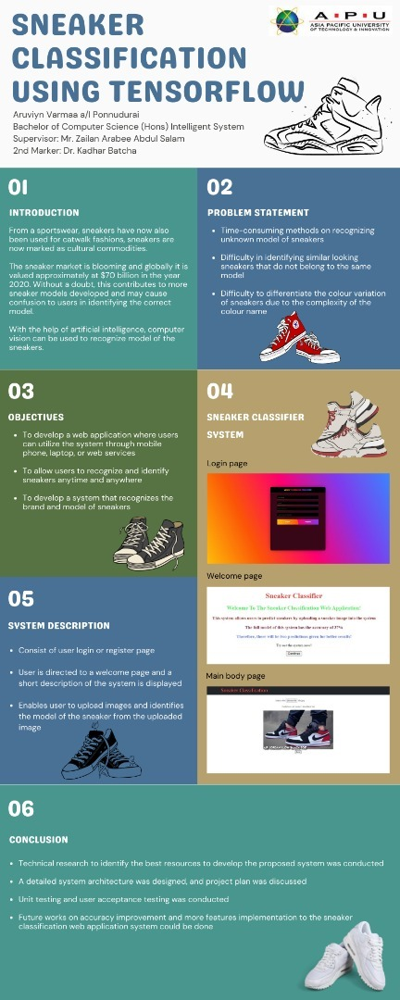 SNEAKER
CLASSIFICATION
USING TENSORFLOW
A·P·U
ASIA PACIFIC UNIVERSITY
OF TECHNOLOGY & INNOVATION
Aruviyn Varmaa a/l Ponnudurai
Bachelor of Computer Science (Hons) Intelligent System
Supervisor: Mr. Zailan Arabee Abdul Salam
2nd Marker: Dr. Kadhar Batcha
01
INTRODUCTION
From a sportswear, sneakers have now also
been used for catwalk fashions, sneakers are
now marked as cultural commodities.
The sneaker market is blooming and globally it is
valued approximately at $70 billion in the year
2020. Without a doubt, this contributes to more
sneaker models developed and may cause
confusion to users in identifying the correct
model.
With the help of artificial intelligence, computer
vision can be used to recognize model of the
sneakers.
02
PROBLEM STATEMENT
• Time-consuming methods on recognizing
unknown model of sneakers
• Difficulty in identifying similar looking
sneakers that do not belong to the same
model
• Difficulty to differentiate the colour variation
of sneakers due to the complexity of the
colour name
03
OBJECTIVES
• To develop a web application where users
can utilize the system through mobile
phone, laptop, or web services
• To allow users to recognize and identify
sneakers anytime and anywhere
• To develop a system that recognizes the
brand and model of sneakers
04
SNEAKER CLASSIFIER
SYSTEM
Login page
Welcome page
Sneaker Classifier
Welcome To The Sneaker Classification Web Application!
This system allows users to predict sneakers by uploading a sneaker image into the system
The full model of this system has the accuracy of 27%
Therefore, there will be two predictions given for better results!
Try out the system now!
Continue
Main body page
Sneaker Classification
05
SYSTEM DESCRIPTION
• Consist of user login or register page
• User is directed to a welcome page and a
short description of the system is displayed
• Enables user to upload images and identifies
the model of the sneaker from the uploaded
image
06
CONCLUSION
• Technical research to identify the best resources to develop the proposed system was conducted
• A detailed system architecture was designed, and project plan was discussed
• Unit testing and user acceptance testing was conducted
• Future works on accuracy improvement and more features implementation to the sneaker
classification web application system could be done